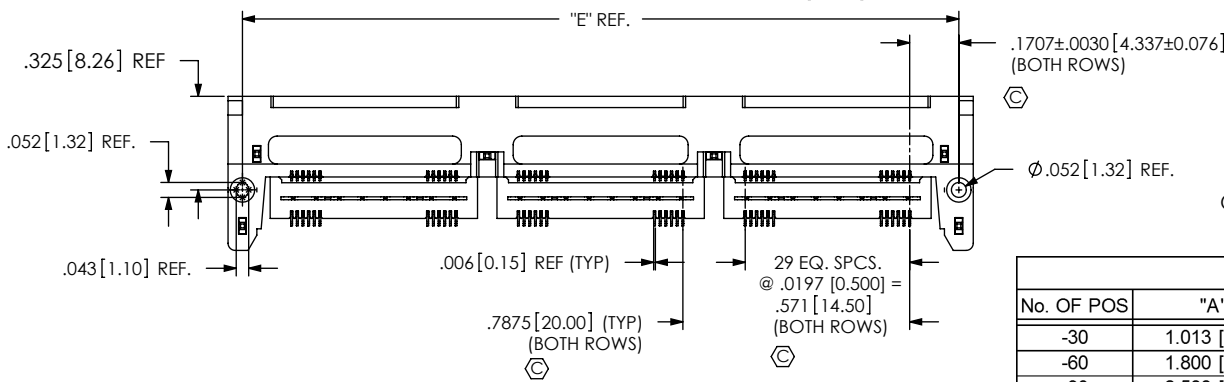 "E" REF.
.1707±.0030 [4.337±0.076]
(BOTH ROWS)
C
.325 [8.26] REF
.052 [1.32] REF.
Ø.052 [1.32] REF.
.043 [1.10] REF.
.006 [0.15] REF (TYP)
29 EQ. SPCS.
@ .0197 [0.500] =
.571 [14.50]
(BOTH ROWS)
C
.7875 [20.00] (TYP)
(BOTH ROWS)
C
No. OF POS "A"
-30 1.013 [
-60 1.800 [